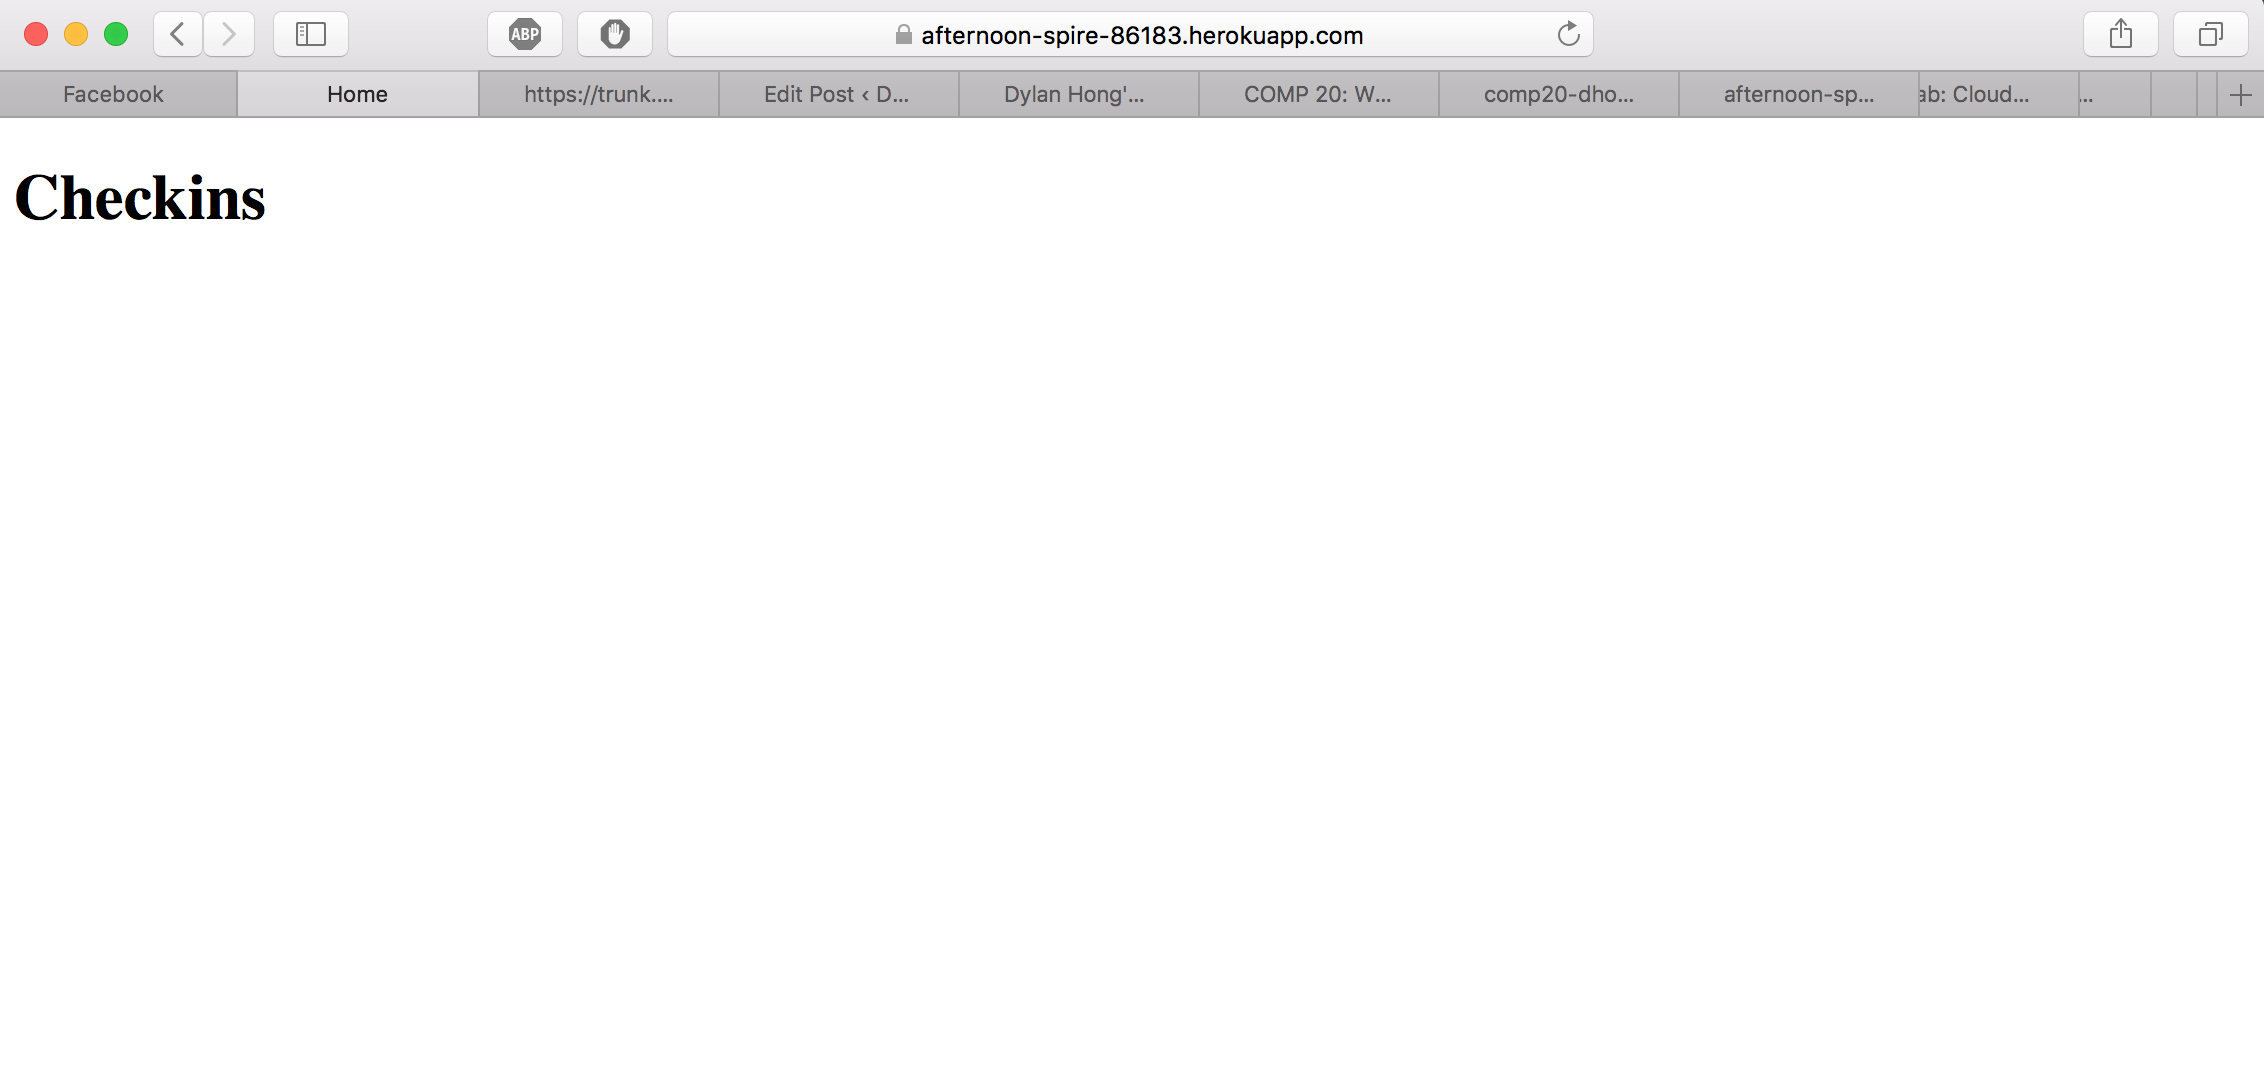 ABP
afternoon-spire-86183.herokuapp.com
Facebook
Home
https://trunk....
Edit Post ‹ D...
Dylan Hong'...
COMP 20: W...
comp20-dho...
afternoon-sp...
ab: Cloud...
...
Checkins